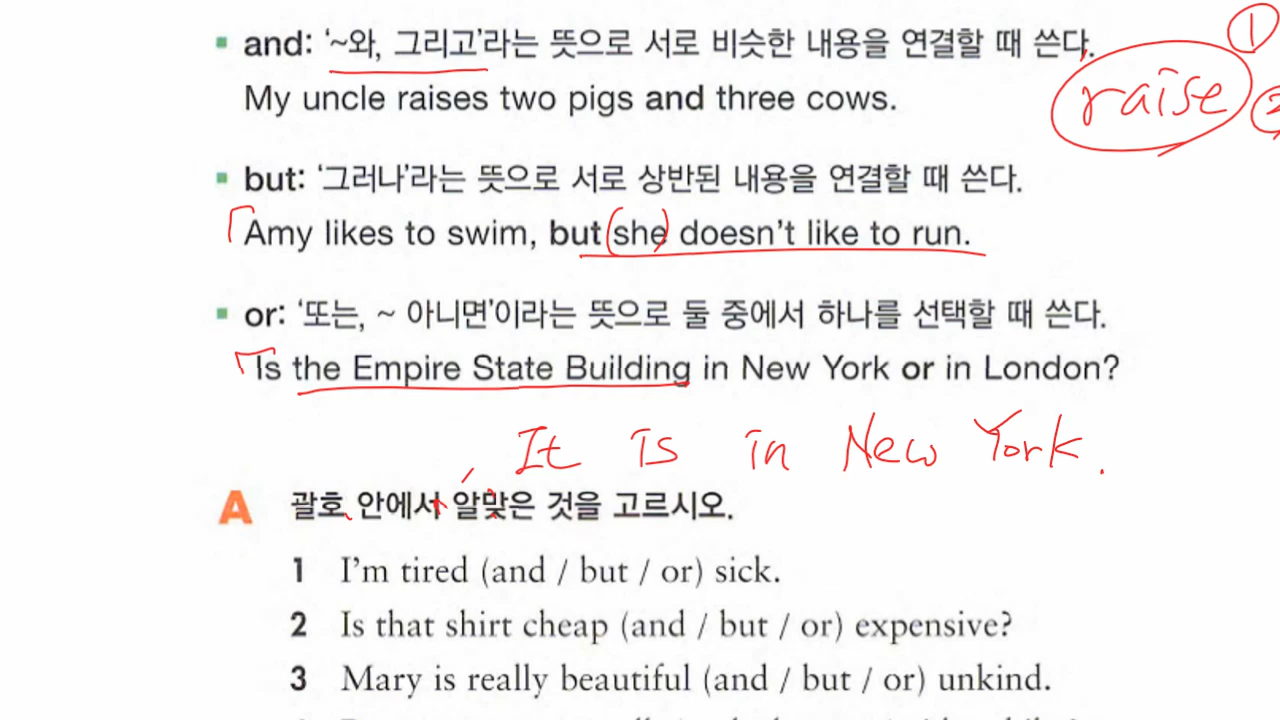 and: ‘~와, 그리고’라는 뜻으로 서로 비슷한 내용을 연결할 때 쓴다.
①
raise
My uncle raises two pigs and three cows.
but: ‘그러나’라는 뜻으로 서로 상반된 내용을 연결할 때 쓴다.
Amy likes to swim, but (she) doesn’t like to run.
or: ‘또는, ~ 아니면’이라는 뜻으로 둘 중에서 하나를 선택할 때 쓴다.
Is the Empire State Building in New York or in London?
It is in New York.
A 괄호 안에서 알맞은 것을 고르시오.
1 I’m tired (and / but / or) sick.
2 Is that shirt cheap (and / but / or) expensive?
3 Mary is really beautiful (and / but / or) unkind.